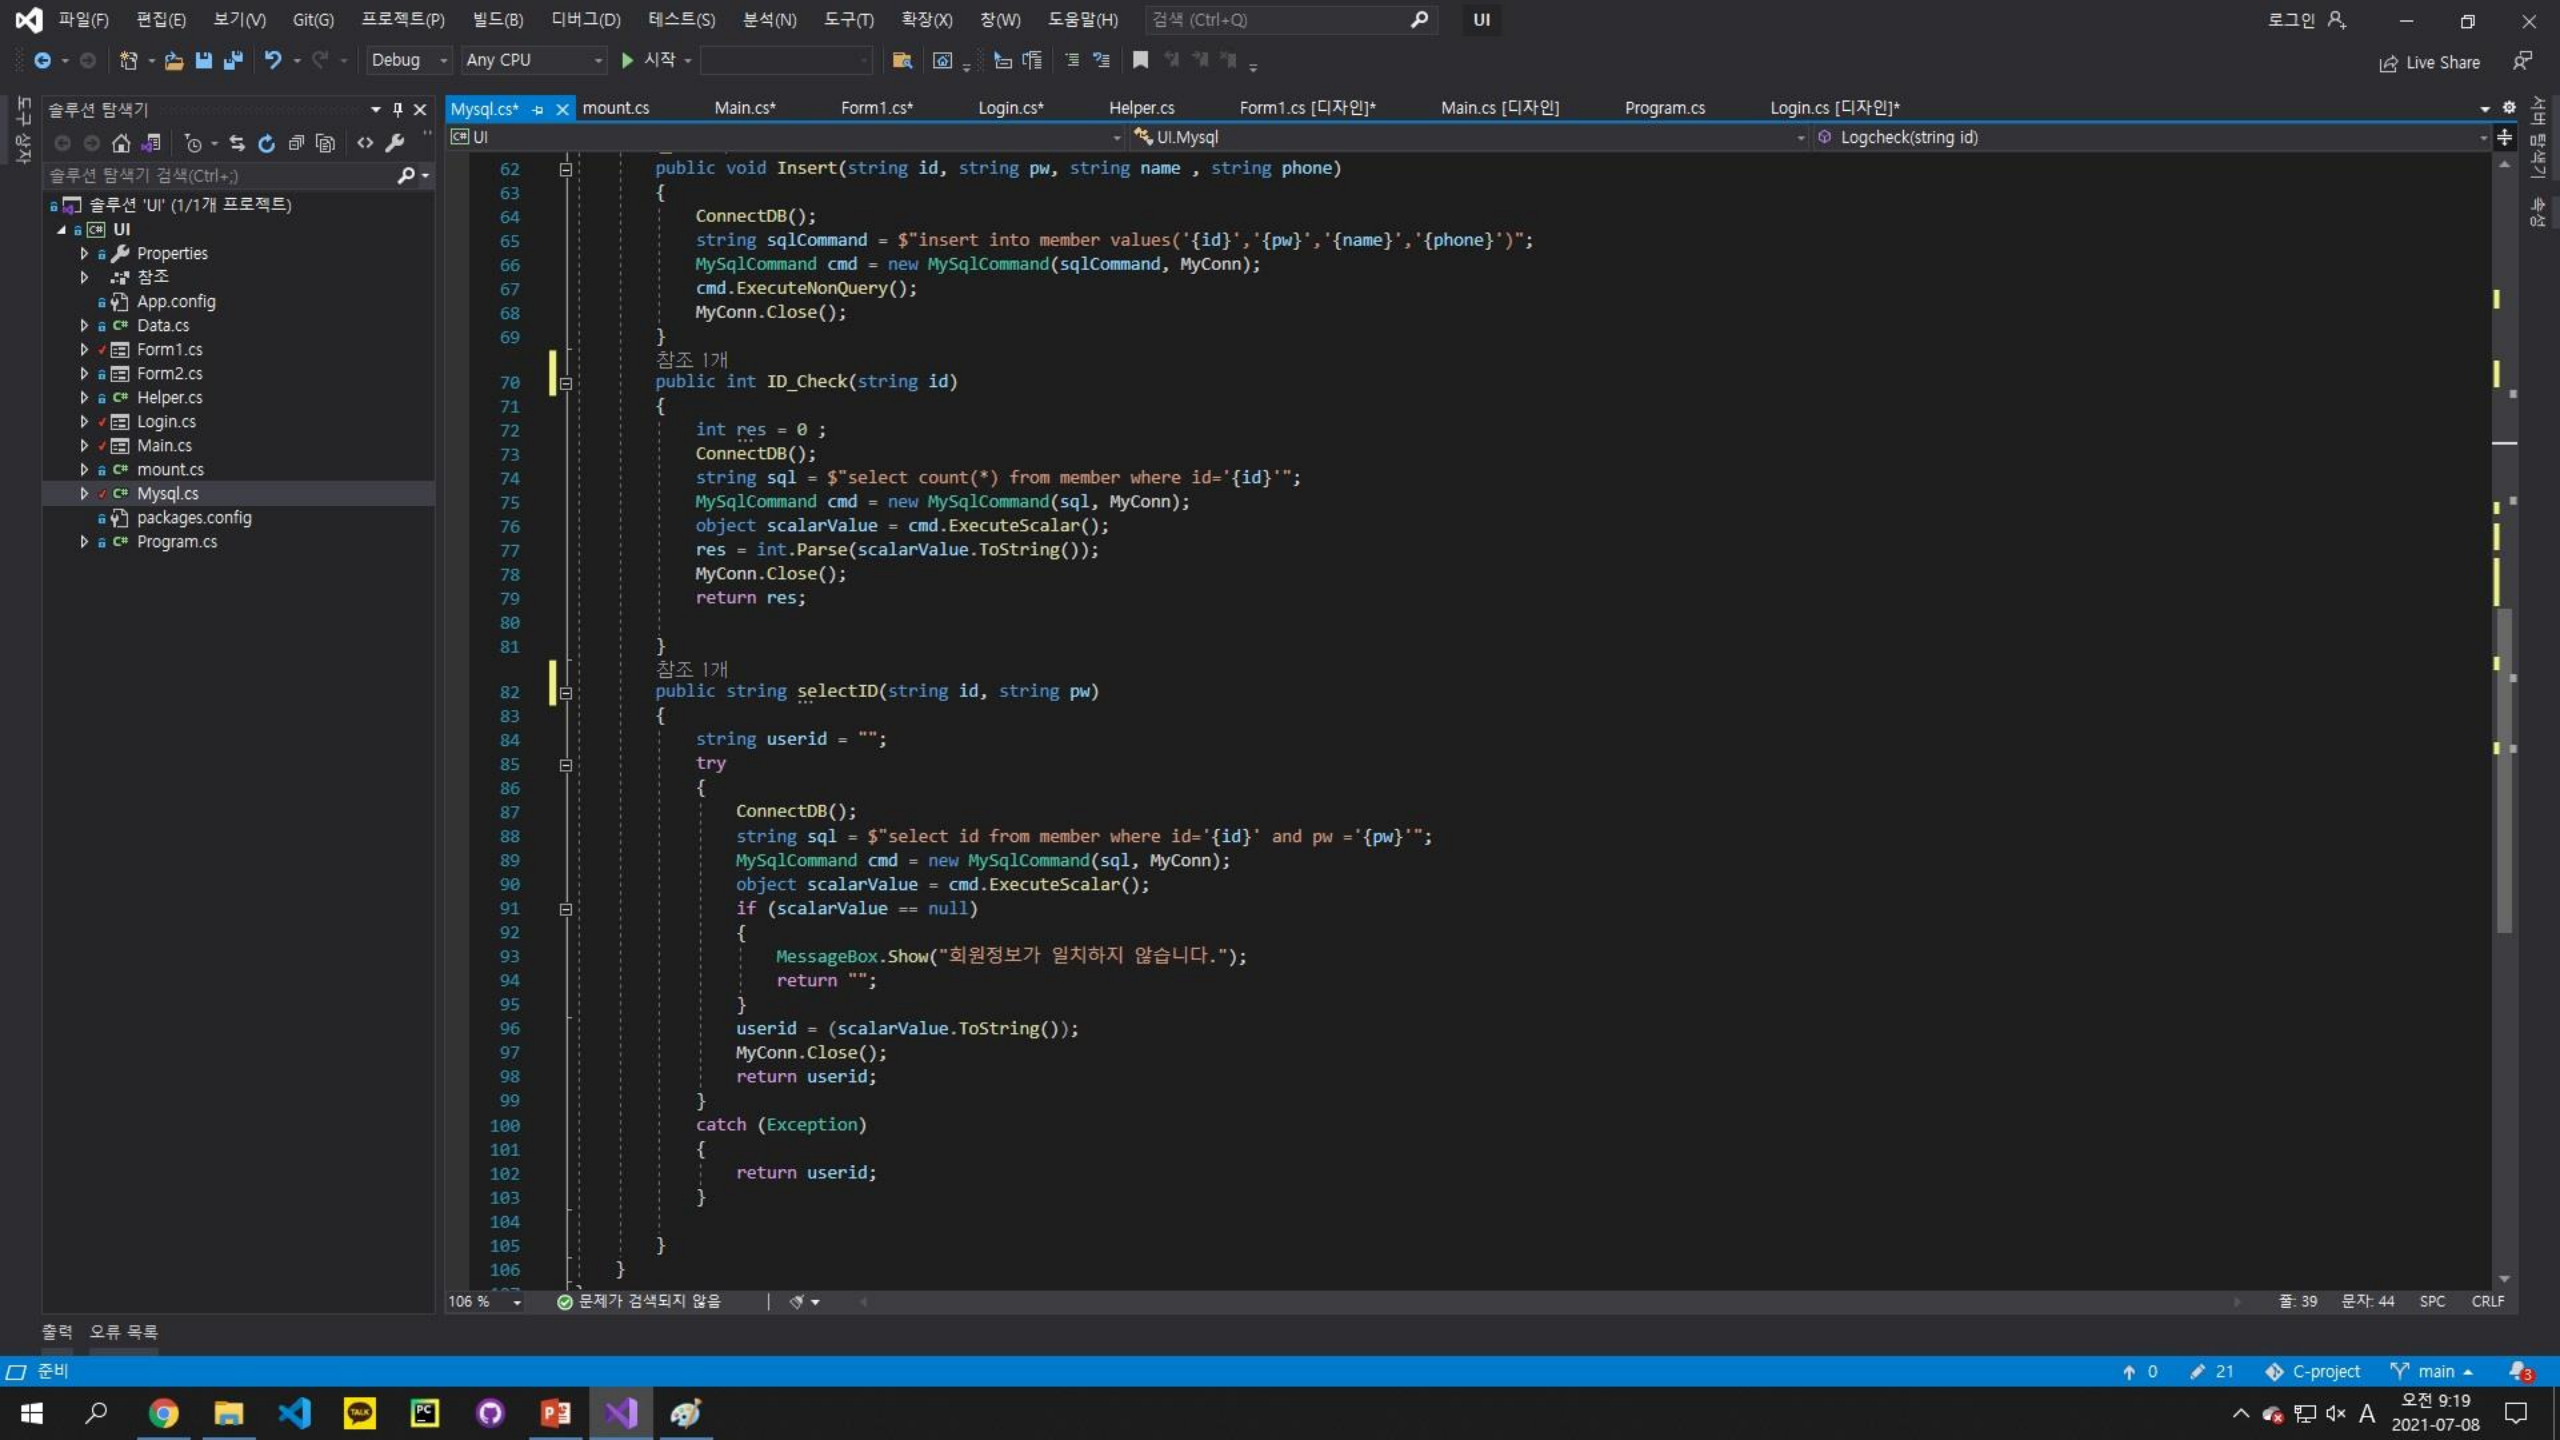 파일(F) 편집(E) 보기(V) Git(G) 프로젝트(P) 빌드(B) 디버그(D) 테스트(S) 분석(N) 도구(T) 확장(X) 창(W) 도움말(H) 검색 (Ctrl+Q) UI 로그인
Debug Any CPU 시작 Live Share
도구 상자
솔루션 탐색기
솔루션 탐색기 검색(Ctrl+;)
솔루션 'UI' (1/1개 프로젝트)
UI
Properties
참조
App.config
Data.cs
Form1.cs
Form2.cs
Helper.cs
Login.cs
Main.cs
mount.cs
Mysql.cs
packages.config
Program.cs
Mysql.cs* mount.cs Main.cs* Form1.cs* Login.cs* Helper.cs Form1.cs [디자인]* Main.cs [디자인] Program.cs Login.cs [디자인]*
UI UI.Mysql Logcheck(string id)
62 public void Insert(string id, string pw, string name , string phone)
63 {
64 ConnectDB();
65 string sqlCommand = $"insert into member values('{id}','{pw}','{name}','{phone}')";
66 MySqlCommand cmd = new MySqlCommand(sqlCommand, MyConn);
67 cmd.ExecuteNonQuery();
68 MyConn.Close();
69 }
참조 1개
70 public int ID_Check(string id)
71 {
72 int res = 0 ;
73 ConnectDB();
74 string sql = $"select count(*) from member where id='{id}'";
75 MySqlCommand cmd = new MySqlCommand(sql, MyConn);
76 object scalarValue = cmd.ExecuteScalar();
77 res = int.Parse(scalarValue.ToString());
78 MyConn.Close();
79 return res;
80
81 }
참조 1개
82 public string selectID(string id, string pw)
83 {
84 string userid = "";
85 try
86 {
87 ConnectDB();
88 string sql = $"select id from member where id='{id}' and pw ='{pw}'";
89 MySqlCommand cmd = new MySqlCommand(sql, MyConn);
90 object scalarValue = cmd.ExecuteScalar();
91 if (scalarValue == null)
92 {
93 MessageBox.Show("회원정보가 일치하지 않습니다.");
94 return "";
95 }
96 userid = (scalarValue.ToString());
97 MyConn.Close();
98 return userid;
99 }
100 catch (Exception)
101 {
102 return userid;
103 }
104
105 }
106 }
서버 탐색기
속성
106 % 문제가 검색되지 않음 줄: 39 문자: 44 SPC CRLF
출력 오류 목록
준비 0 21 C-project main 3
TALK PC A 오전 9:19
2021-07-08